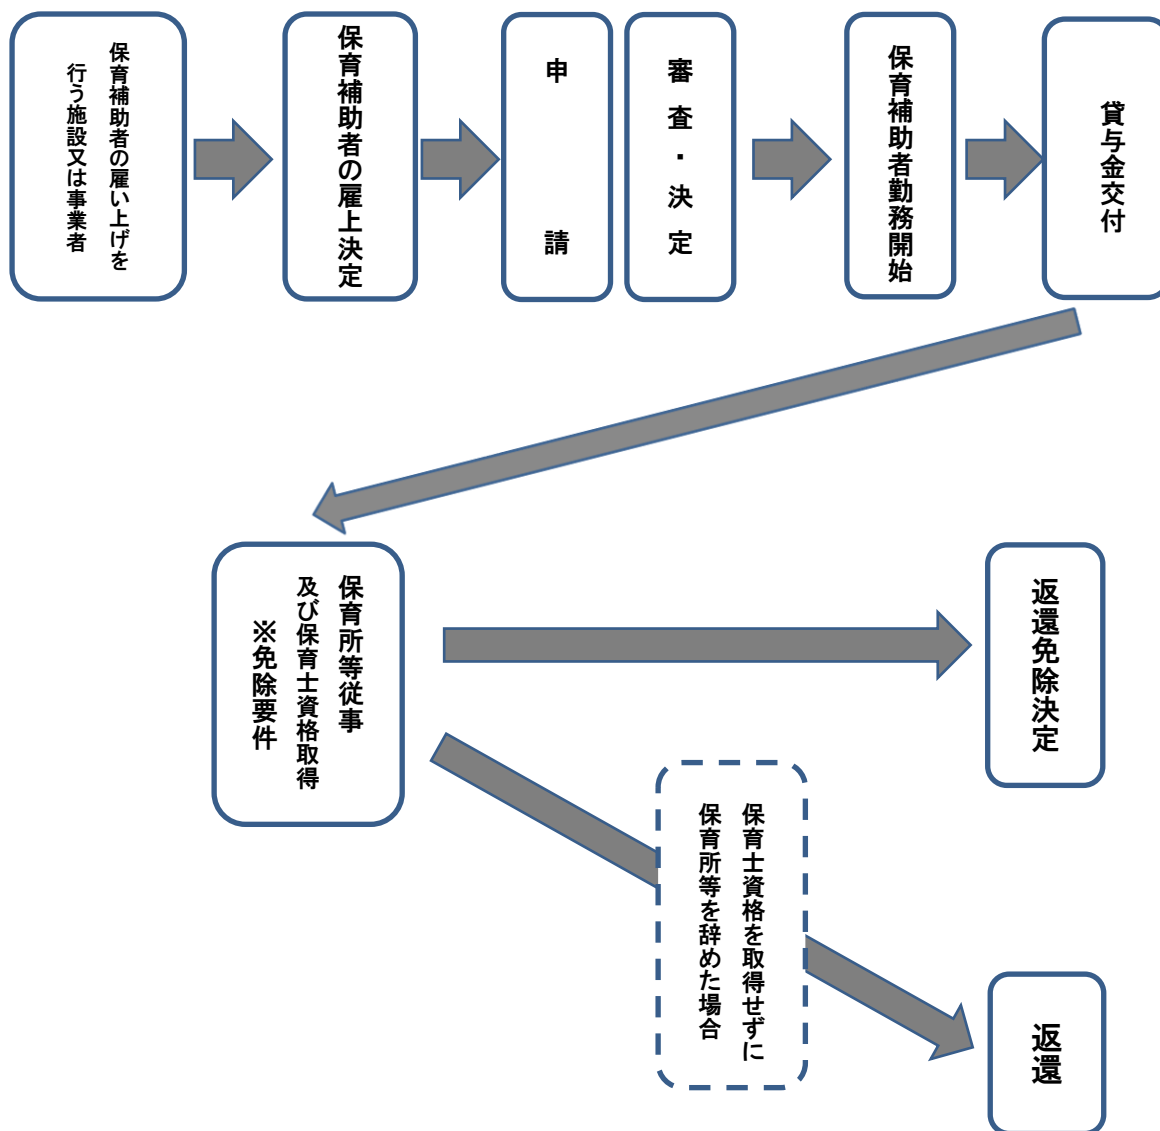 保育補助者の雇い上げを
行う施設又は事業者
保育補助者の雇上決定
申請
審査・決定
保育補助者勤務開始
貸与金交付
保育所等従事
及び保育士資格取得
※免除要件
返還免除決定
保育士資格を取得せずに
保育所等を辞めた場合
返還